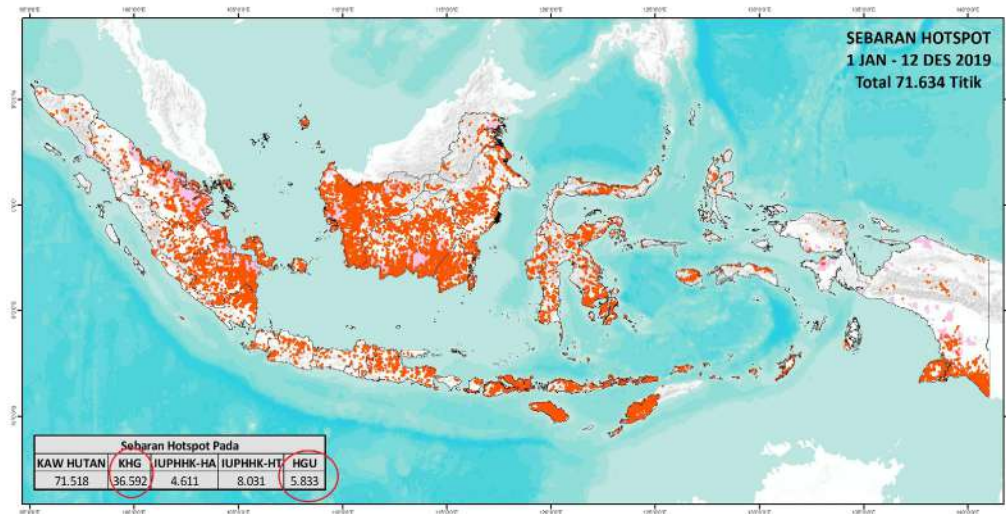 SEBARAN HOTSPOT
1 JAN - 12 DES 2019
Total 71.634 Titik
Sebaran Hotspot Pada
KAW HUTAN KHG IUPHHK-HA IUPHHK-HT HGU
71.518 36.592 4.611 8.031 5.833